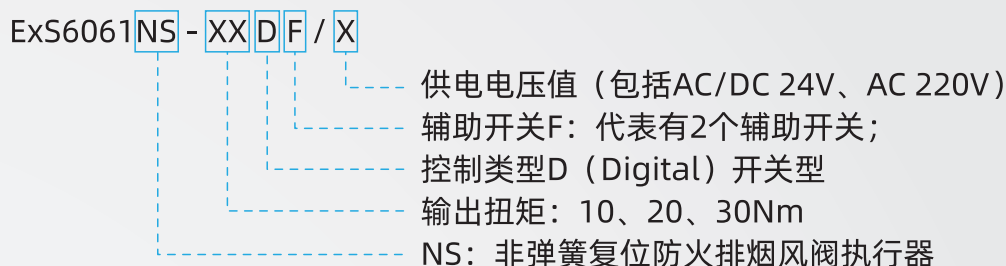 ExS6061NS-XXDF/X
供电电压值（包括AC/DC 24V、AC 220V）
辅助开关F：代表有2个辅助开关；
控制类型D（Digital）开关型
输出扭矩：10、20、30Nm
NS：非弹簧复位防火排烟风阀执行器